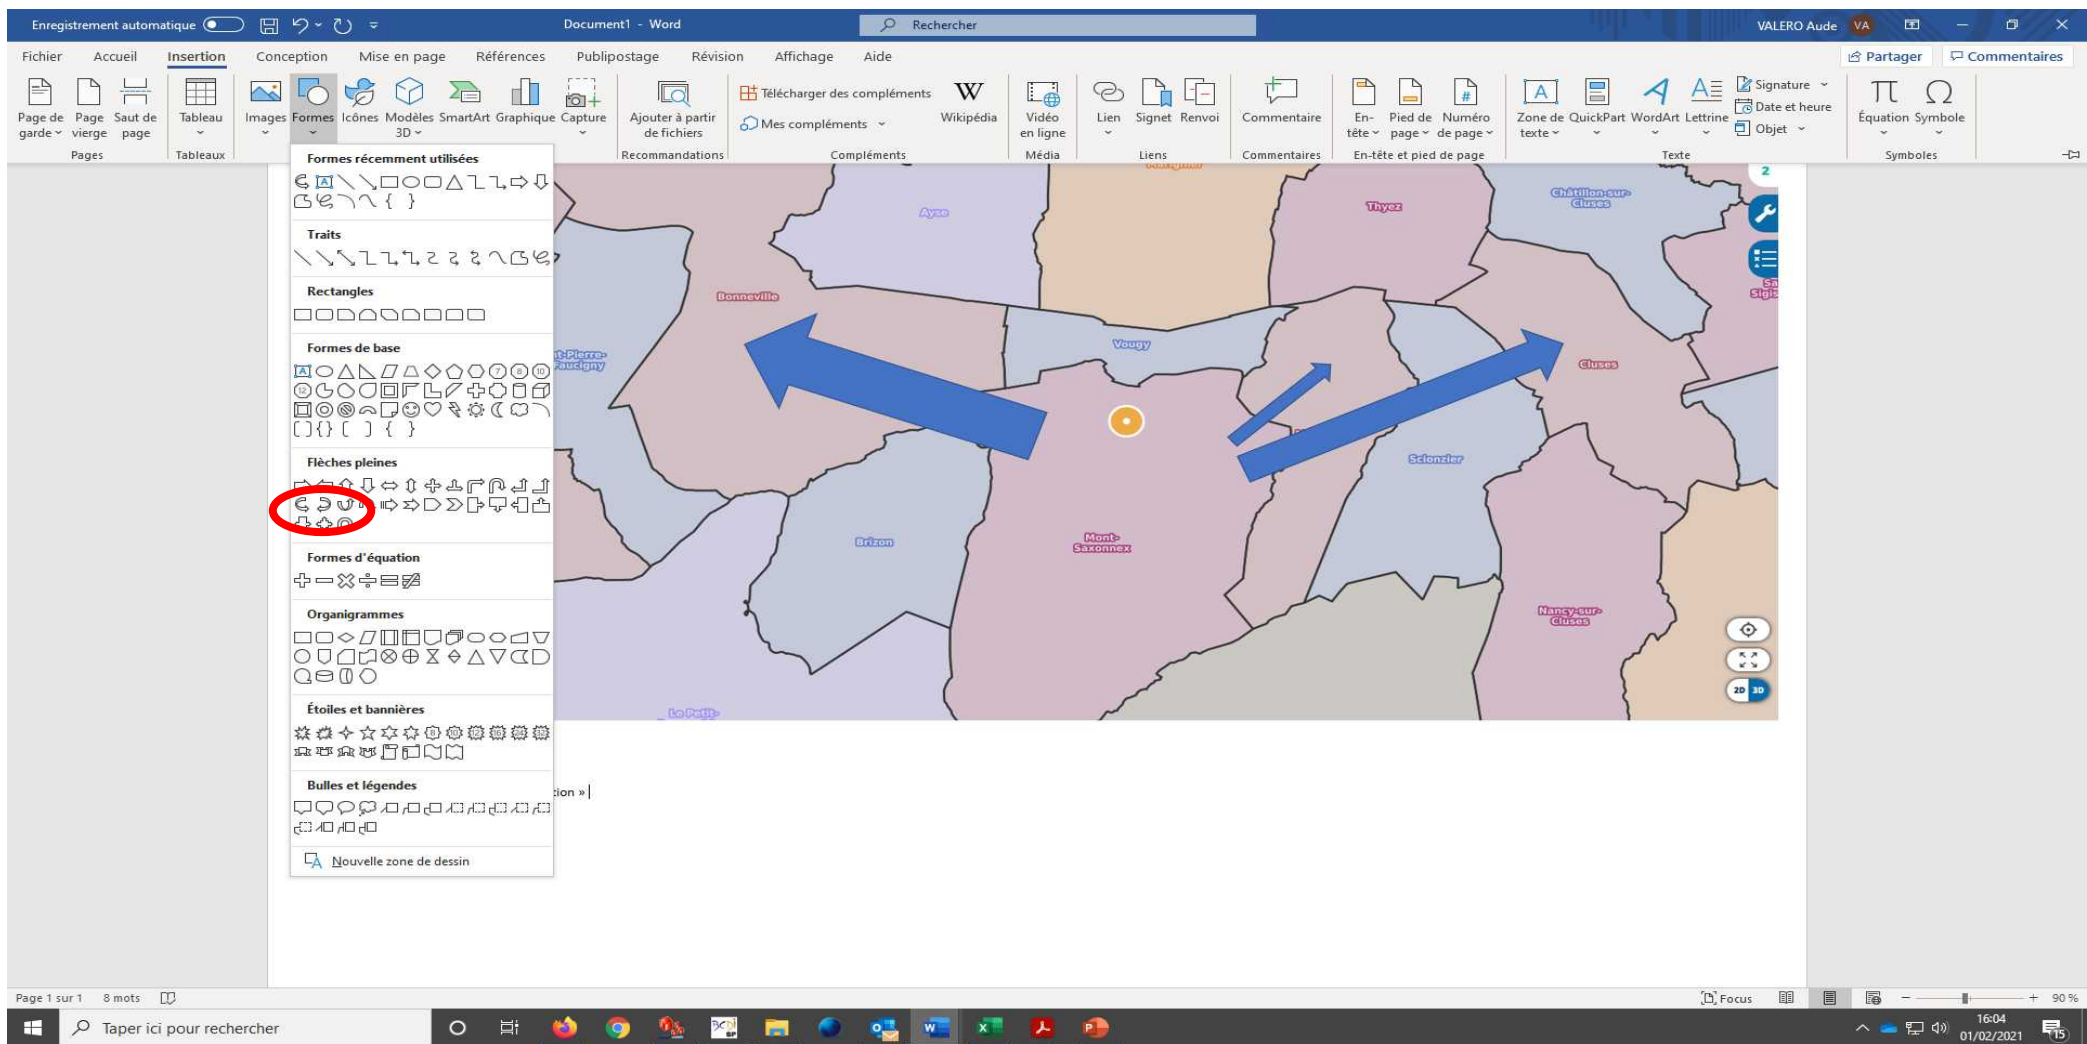 Enregistrement automatique
Document1 - Word
Rechercher
VALERO Aude
VA
Fichier Accueil Insertion Conception Mise en page Références Publipostage Révision Affichage Aide
Partager
Commentaires
Page de garde
Page vierge
Saut de page
Tableau
Images
Formes
Icônes
Modèles 3D
SmartArt
Graphique
Capture
Ajouter à partir de fichiers
Télécharger des compléments
Mes compléments
W
Wikipédia
Vidéo en ligne
Lien
Signet
Renvoi
Commentaire
En-tête
Pied de page
Numéro de page
Zone de texte
QuickPart
WordArt
Lettrine
Signature
Date et heure
Objet
Équation
Symbole
Pages
Tableaux
Recommandations
Compléments
Média
Liens
Commentaires
En-tête et pied de page
Texte
Symboles
Formes récemment utilisées
Traits
Rectangles
Formes de base
Flèches pleines
Formes d'équation
Organigrammes
Étoiles et bannières
Bulles et légendes
Nouvelle zone de dessin
2
Ayse
Thyez
Châtillon-sur-
Cluses
Bonneville
Vougy
Cluses
Scionzier
Brizon
Mont-
Saxonnex
Nancy-sur-
Cluses
Le Petit-
2D 3D
tion »
Page 1 sur 1
8 mots
Focus
90 %
Taper ici pour rechercher
16:04
01/02/2021
15